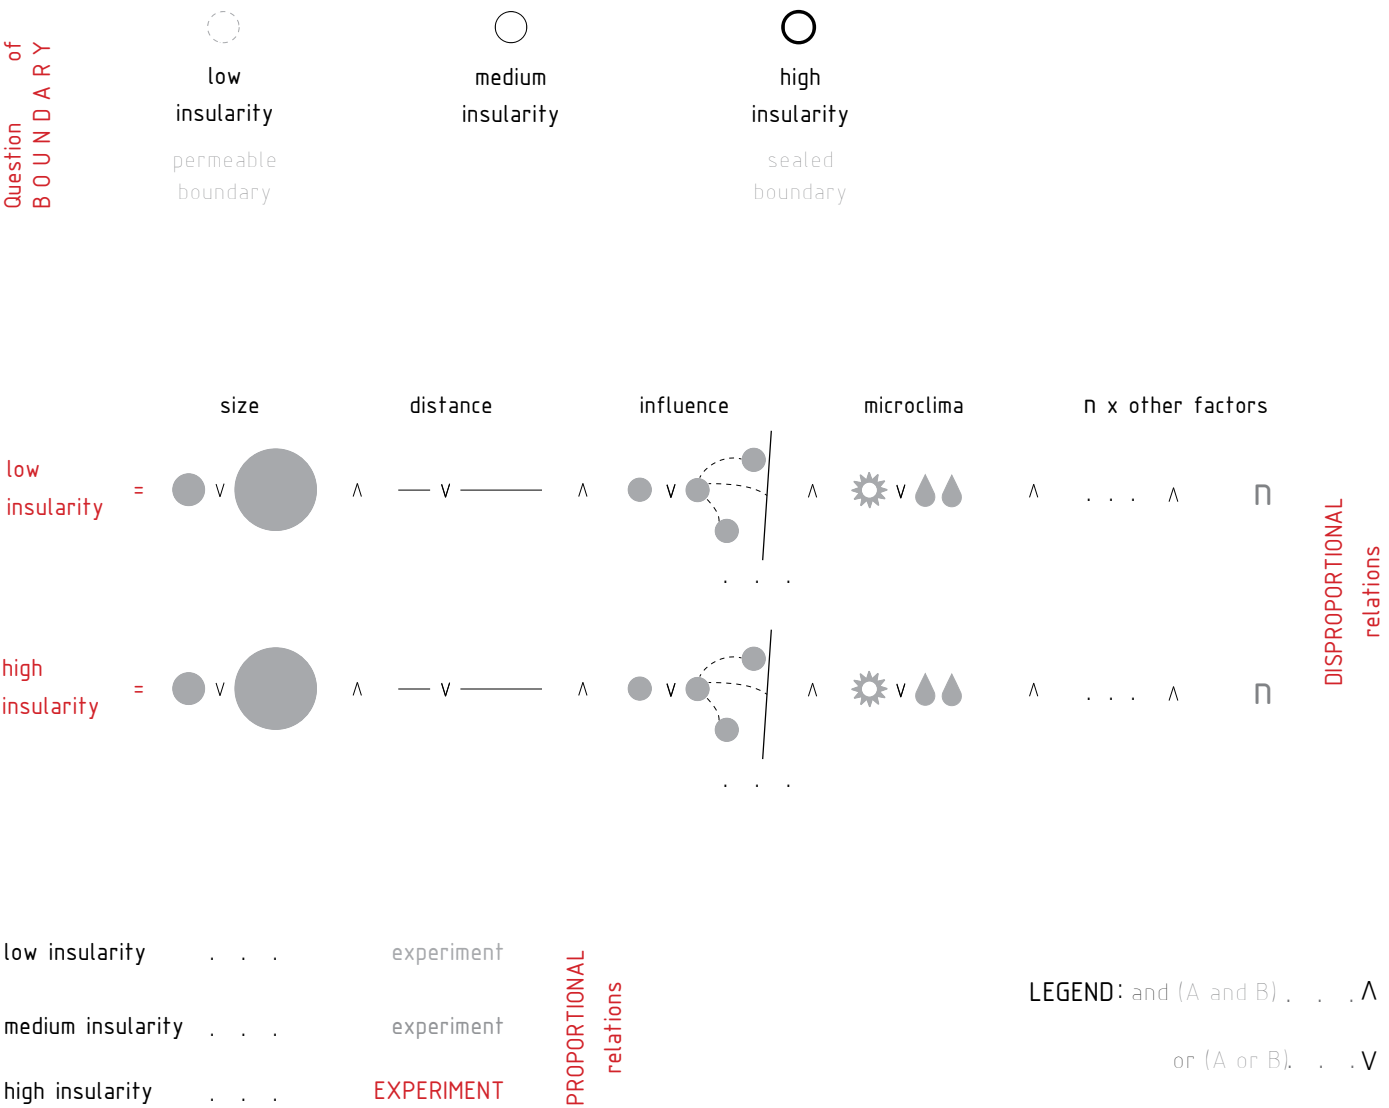 Question of
BOUNDARY
low
insularity
permeable
boundary
medium
insularity
high
insularity
sealed
boundary
size
distance
influence
microclima
n x other factors
low
insularity
= V Λ V Λ V Λ V Λ . . . Λ n
. . .
high
insularity
= V Λ V Λ V Λ V Λ . . . Λ n
. . .
DISPROPORTIONAL
relations
low insularity . . . experiment
medium insularity . . . experiment
high insularity . . . EXPERIMENT
PROPORTIONAL
relations
LEGEND: and (A and B) . . . Λ
or (A or B). . . V